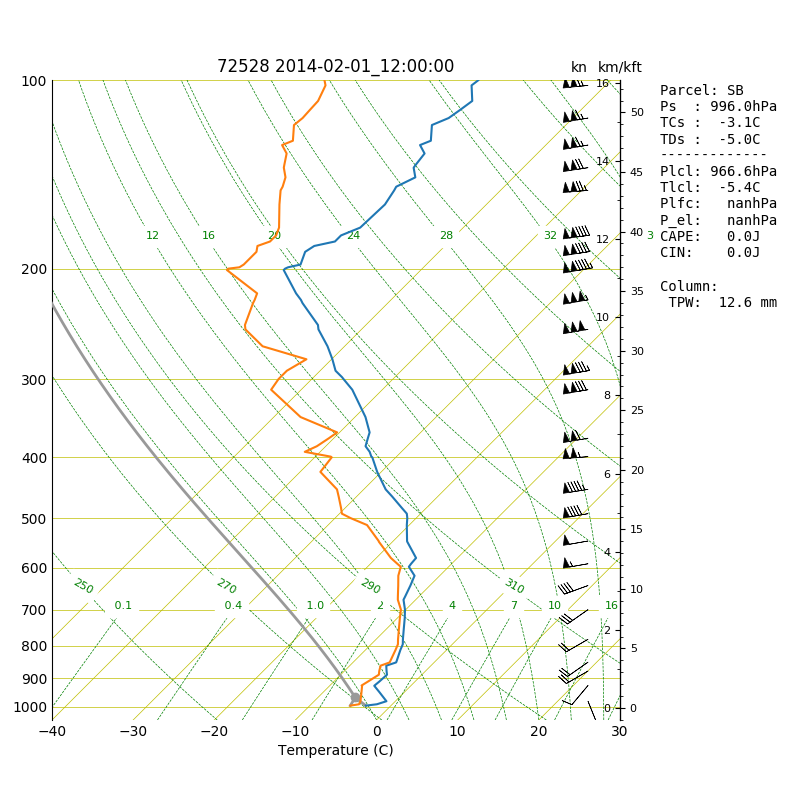 72528 2014-02-01_12:00:00
kn km/kft
100
200
300
400
500
600
700
800
900
1000
−40 −30 −20 −10 0 10 20 30
Temperature (C)
12 16 20 24 28 32 3
250 270 290 310
0.1 0.4 1.0 2 4 7 10 16
16
14
12
10
8
6
4
2
0
50
45
40
35
30
25
20
15
10
5
0
Parcel: SB
Ps  : 996.0hPa
TCs :  -3.1C
TDs :  -5.0C
-------------
Plcl: 966.6hPa
Tlcl:  -5.4C
Plfc:   nanhPa
P_el:   nanhPa
CAPE:   0.0J
CIN:    0.0J
Column:
TPW:  12.6 mm